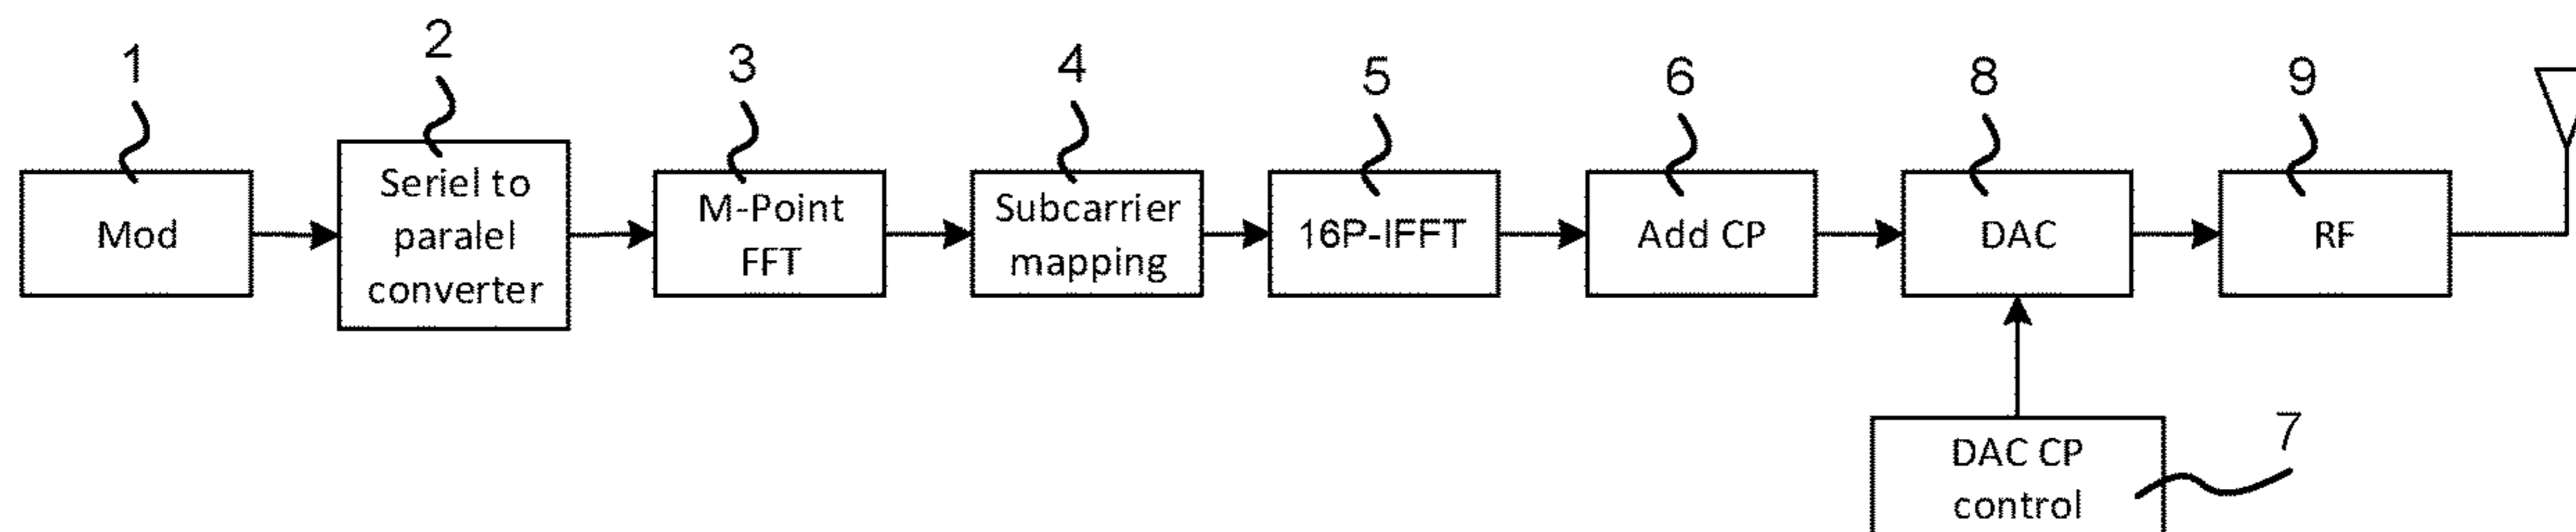 1
2
3
4
5
6
8
9
Mod
Seriel to
paralel
converter
M-Point
FFT
Subcarrier
mapping
16P-IFFT
Add CP
DAC
RF
7
DAC CP
control